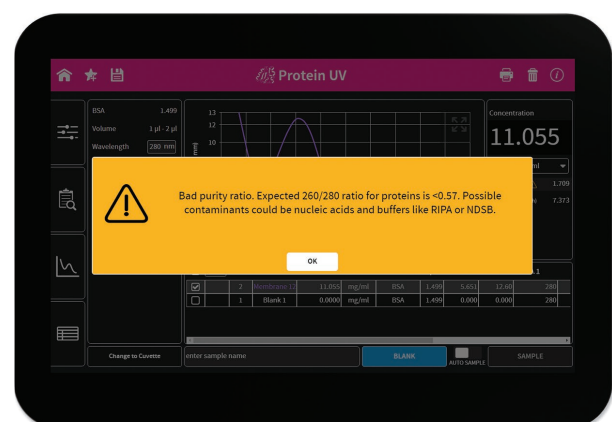 Protein UV
BSA 1.499
Volume 1 µl - 2 µl
Wavelength 280 nm
13
12
10
Concentration
11.055
ml
1.709
7.373
Bad purity ratio. Expected 260/280 ratio for proteins is <0.57. Possible
contaminants could be nucleic acids and buffers like RIPA or NDSB.
OK
2 Membrane 12 11.055 mg/ml BSA 1.499 5.651 12.60 280
1 Blank 1 0.0000 mg/ml BSA 1.499 0.000 0.000 280
Change to Cuvette
enter sample name
BLANK
AUTO SAMPLE
SAMPLE